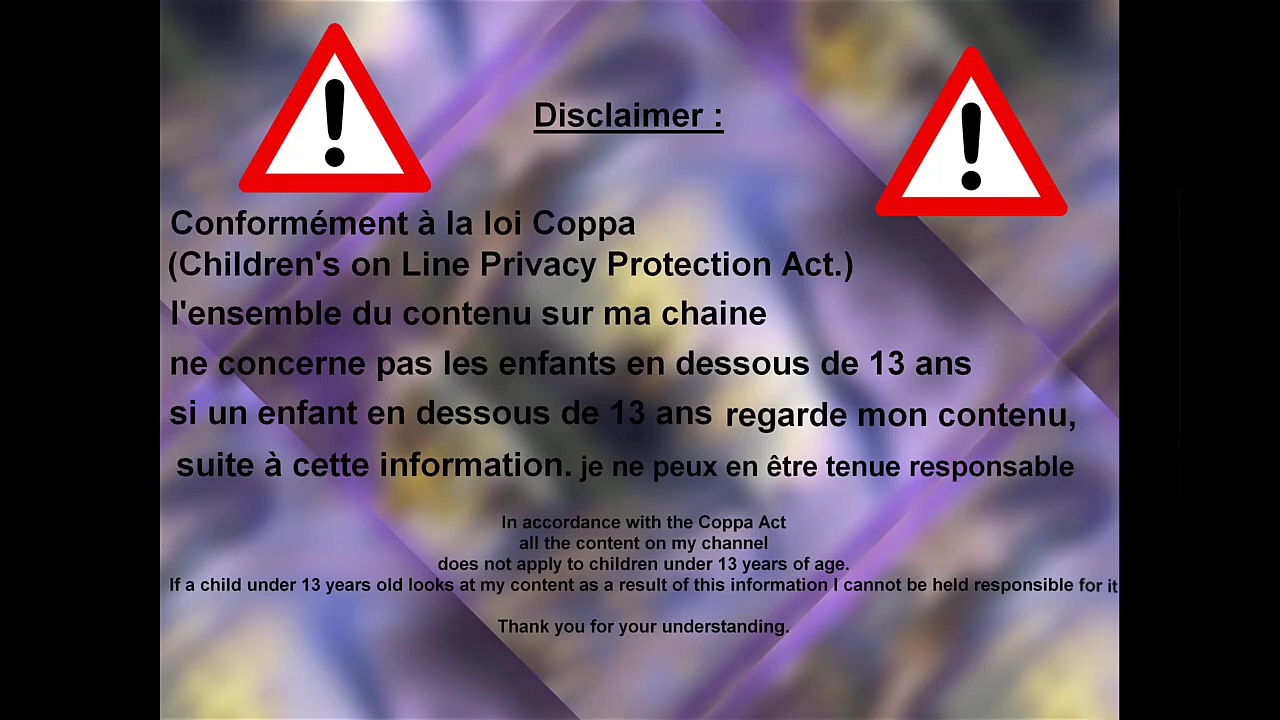 Disclaimer :
Conformément à la loi Coppa
(Children's on Line Privacy Protection Act.)
l'ensemble du contenu sur ma chaine
ne concerne pas les enfants en dessous de 13 ans
si un enfant en dessous de 13 ans regarde mon contenu,
suite à cette information. je ne peux en être tenue responsable
In accordance with the Coppa Act
all the content on my channel
does not apply to children under 13 years of age.
If a child under 13 years old looks at my content as a result of this information I cannot be held responsible for it
Thank you for your understanding.